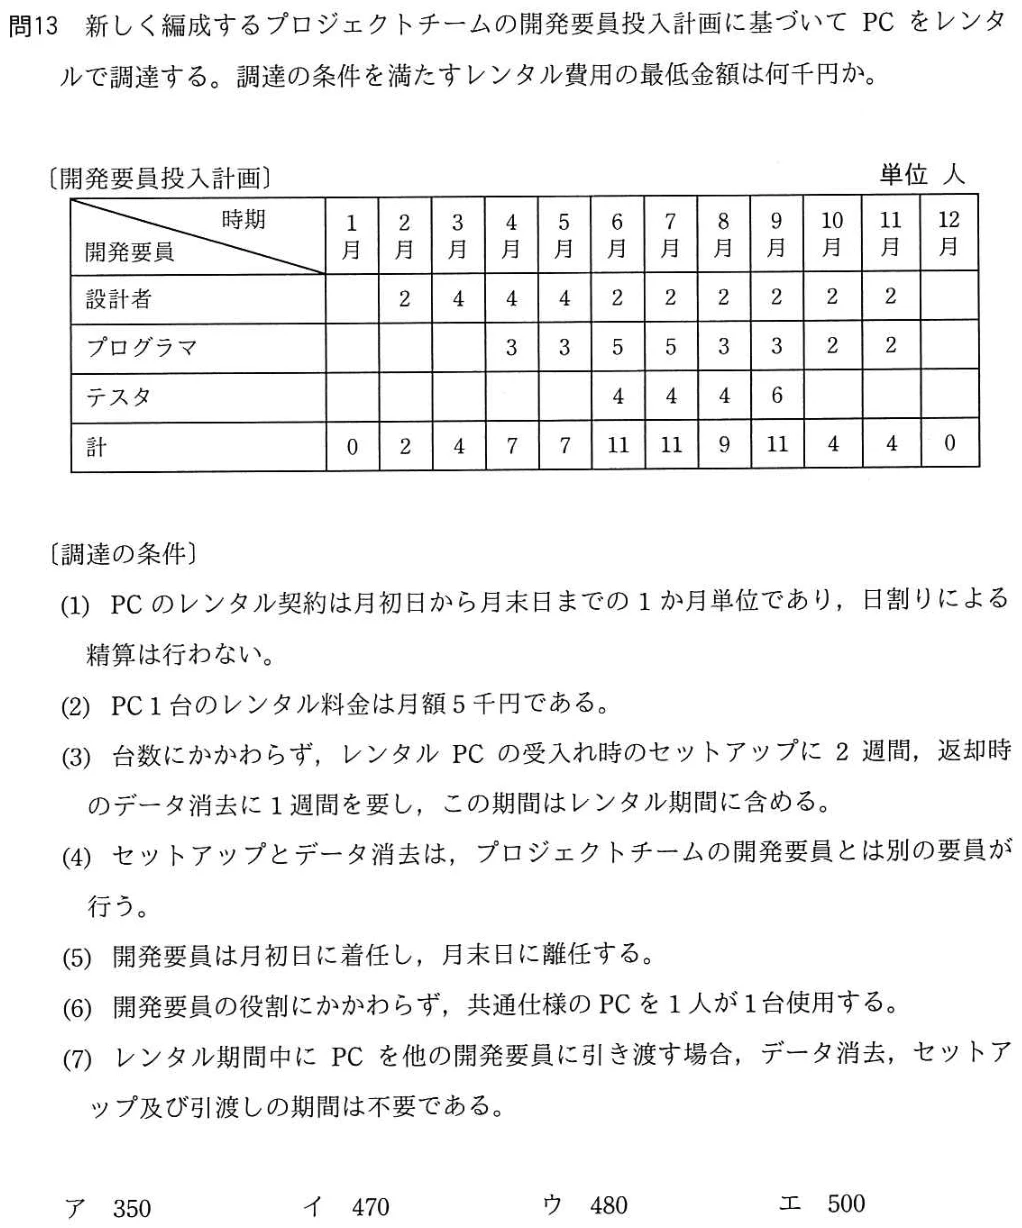 問13 新しく編成するプロジェクトチームの開発要員投入計画に基づいて PC をレンタ
ルで調達する。調達の条件を満たすレンタル費用の最低金額は何千円か。
〔開発要員投入計画〕 単位 人
時期 開発要員 1月 2月 3月 4月 5月 6月 7月 8月 9月 10月 11月 12月
設計者 2 4 4 4 2 2 2 2 2 2
プログラマ 3 3 5 5 3 3 2 2
テスタ 4 4 4 6
計 0 2 4 7 7 11 11 9 11 4 4 0
〔調達の条件〕
(1) PC のレンタル契約は月初日から月末日までの 1 か月単位であり，日割りによる
精算は行わない。
(2) PC 1 台のレンタル料金は月額 5 千円である。
(3) 台数にかかわらず，レンタル PC の受入れ時のセットアップに 2 週間，返却時
のデータ消去に 1 週間を要し，この期間はレンタル期間に含める。
(4) セットアップとデータ消去は，プロジェクトチームの開発要員とは別の要員が
行う。
(5) 開発要員は月初日に着任し，月末日に離任する。
(6) 開発要員の役割にかかわらず，共通仕様の PC を 1 人が 1 台使用する。
(7) レンタル期間中に PC を他の開発要員に引き渡す場合，データ消去，セットア
ップ及び引渡しの期間は不要である。
ア 350 イ 470 ウ 480 エ 500